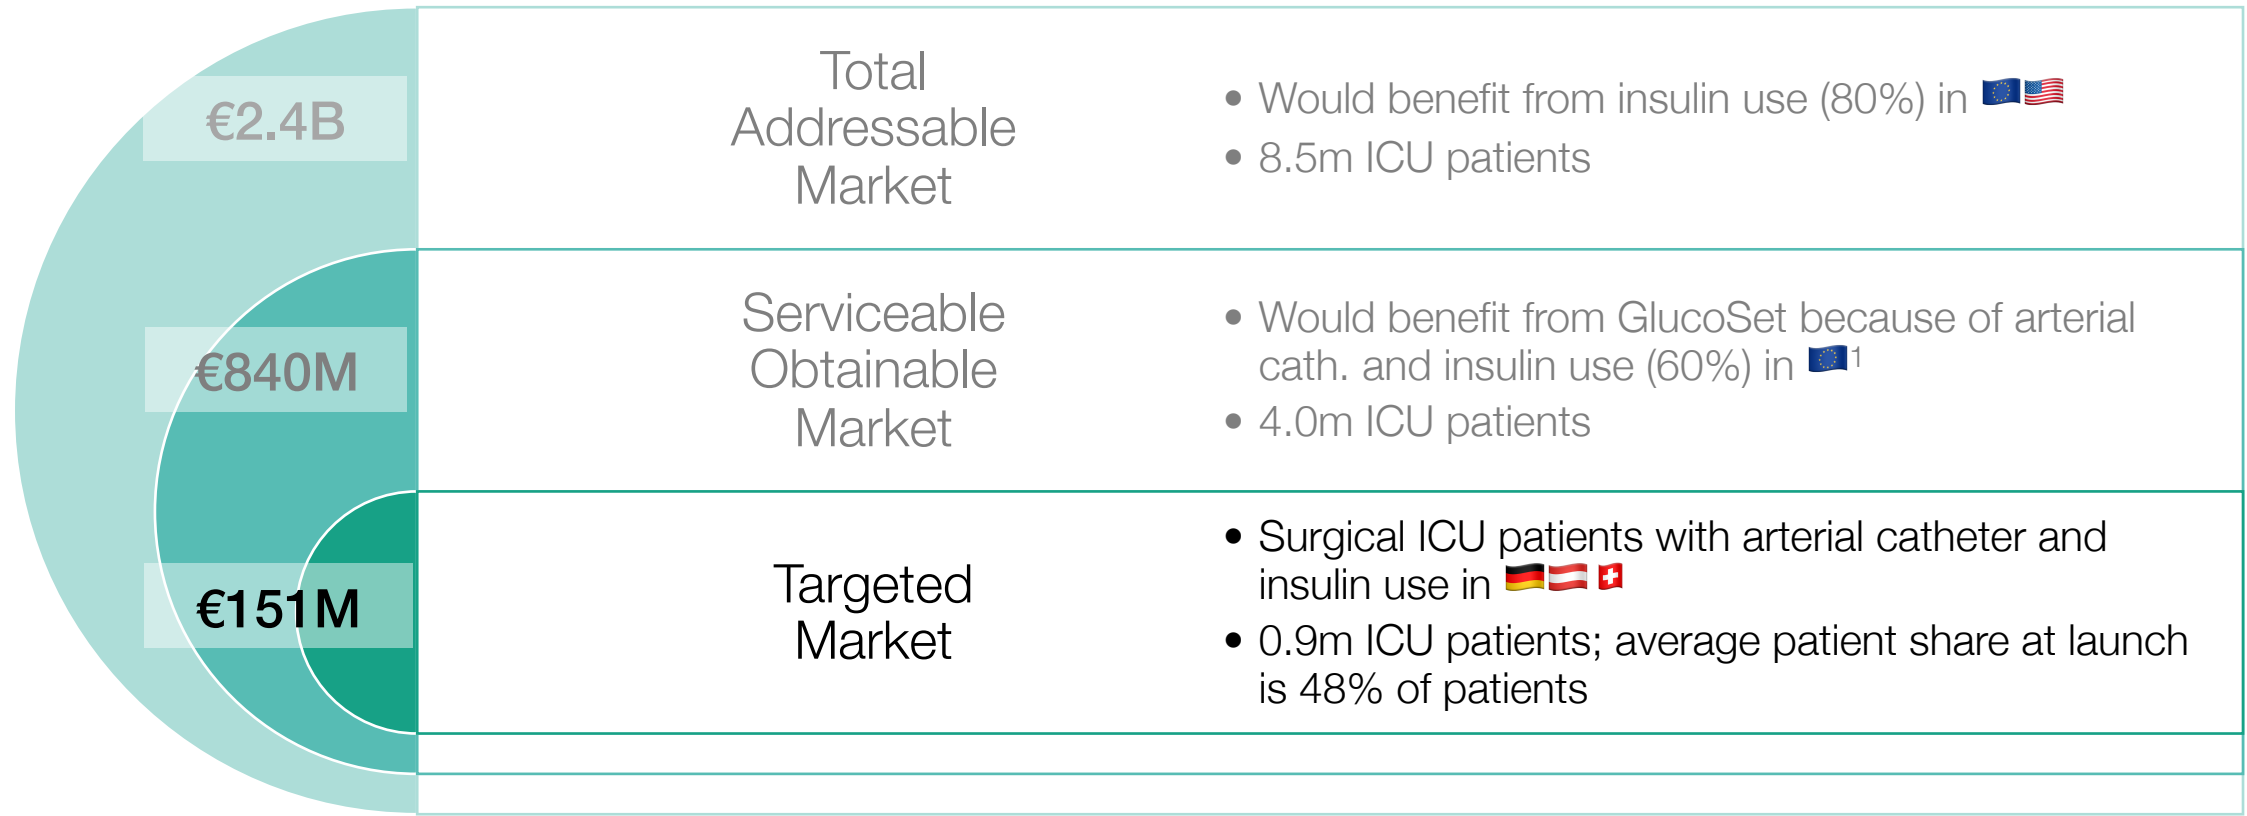 €2.4B
Total
Addressable
Market
• Would benefit from insulin use (80%) in 🇪🇺🇺🇸
• 8.5m ICU patients
€840M
Serviceable
Obtainable
Market
• Would benefit from GlucoSet because of arterial
cath. and insulin use (60%) in 🇪🇺¹
• 4.0m ICU patients
€151M
Targeted
Market
• Surgical ICU patients with arterial catheter and
insulin use in 🇩🇪🇦🇹🇨🇭
• 0.9m ICU patients; average patient share at launch
is 48% of patients